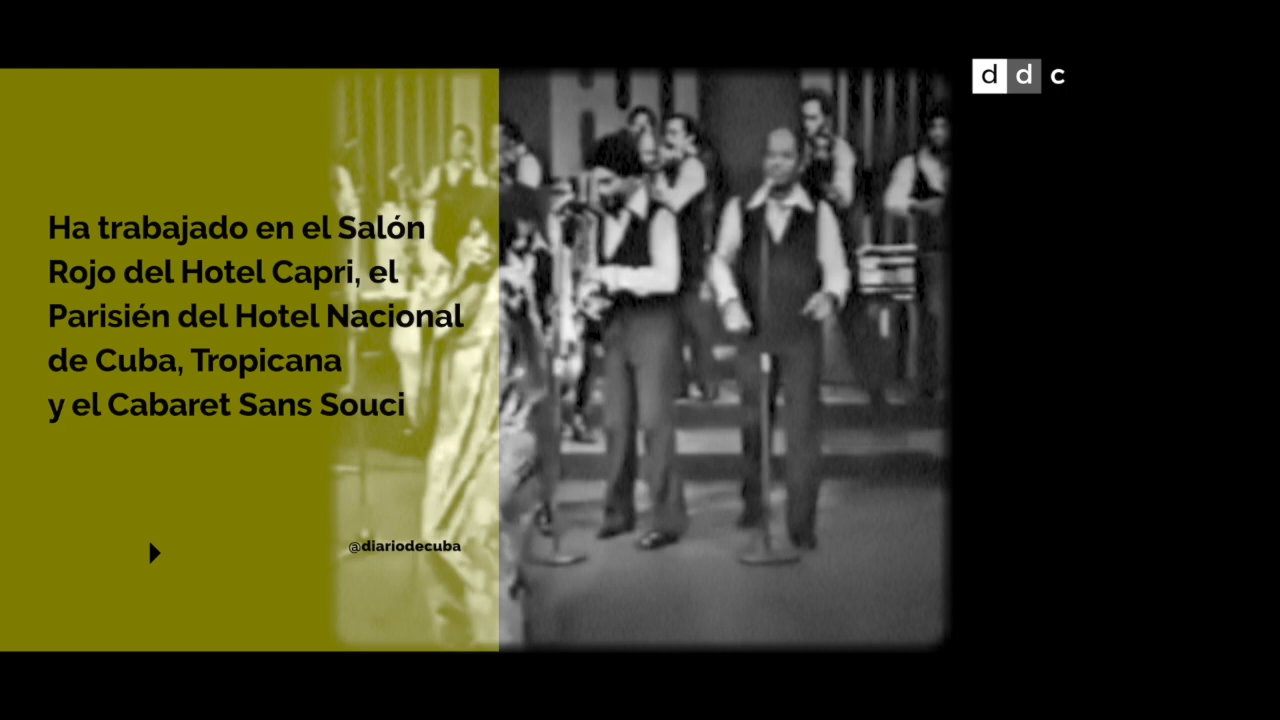 d d c
Ha trabajado en el Salón
Rojo del Hotel Capri, el
Parisién del Hotel Nacional
de Cuba, Tropicana
y el Cabaret Sans Souci
@diariodecuba